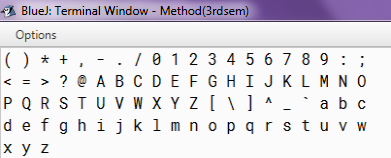 BlueJ: Terminal Window - Method(3rdsem)
Options
( ) * + , - . / 0 1 2 3 4 5 6 7 8 9 : ;
< = > ? @ A B C D E F G H I J K L M N O
P Q R S T U V W X Y Z [ \ ] ^ _ ` a b c
d e f g h i j k l m n o p q r s t u v w
x y z